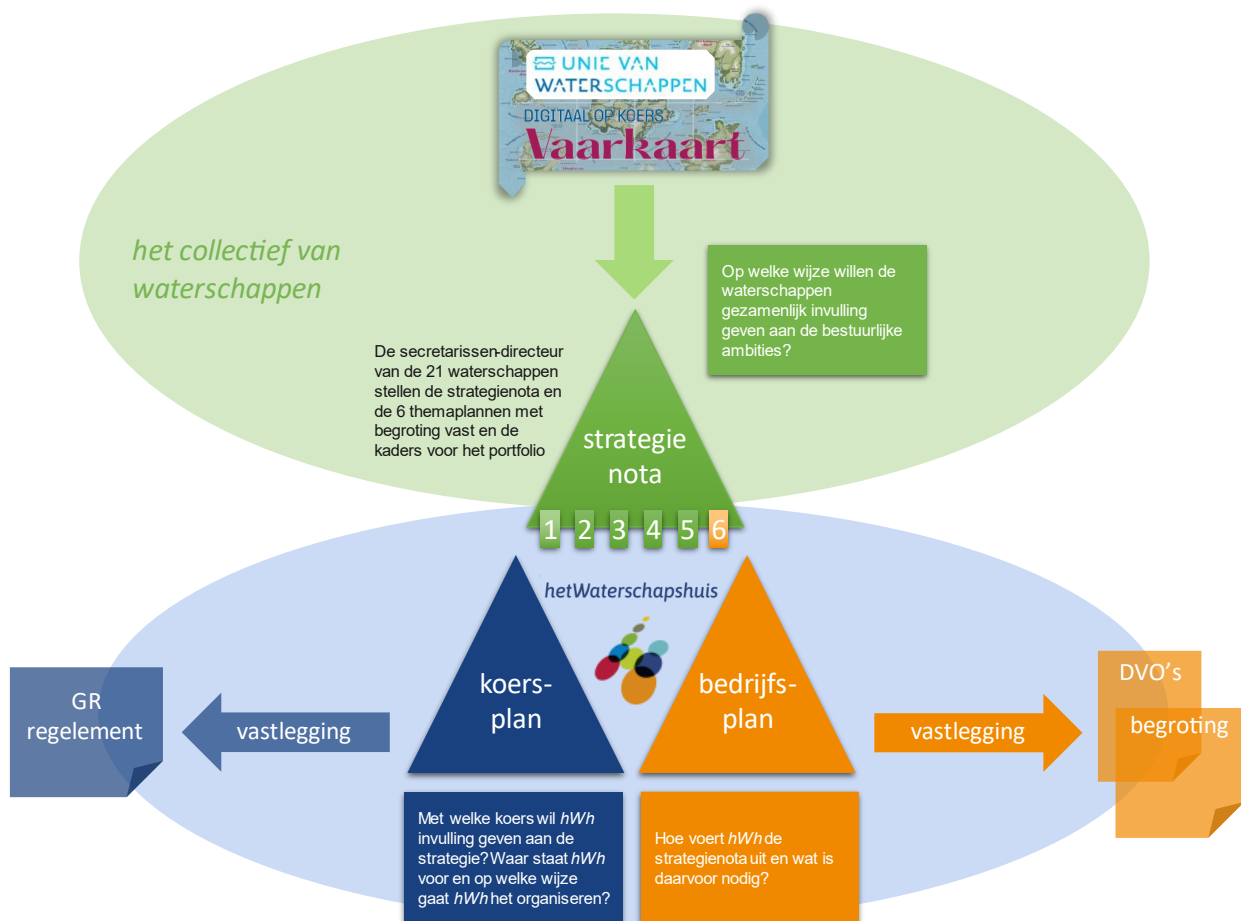 UNIE VAN
WATERSCHAPPEN
DIGITAAL OP KOERS
Vaarkaart
het collectief van
waterschappen
Op welke wijze willen de
waterschappen
gezamenlijk invulling
geven aan de bestuurlijke
ambities?
De secretarissen-directeur
van de 21 waterschappen
stellen de strategienota en
de 6 themaplannen met
begroting vast en de
kaders voor het portfolio
strategie
nota
1 2 3 4 5 6
hetWaterschapshuis
koers-
plan
bedrijfs-
plan
GR
regelement
vastlegging
vastlegging
DVO's
begroting
Met welke koers wil hWh
invulling geven aan de
strategie? Waar staat hWh
voor en op welke wijze
gaat hWh het organiseren?
Hoe voert hWh de
strategienota uit en wat is
daarvoor nodig?